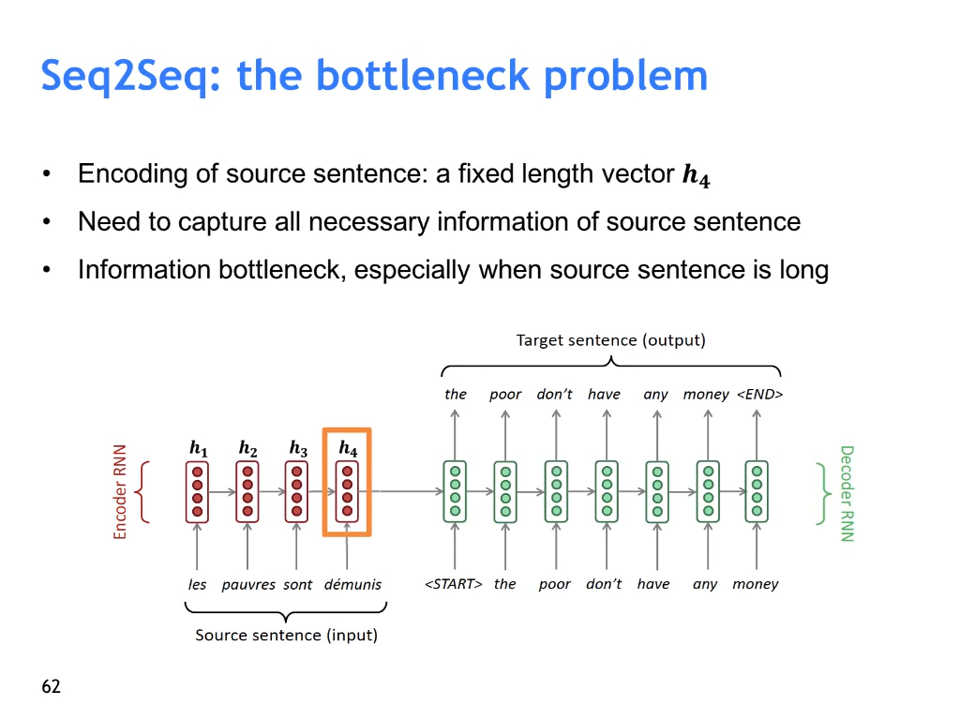 Seq2Seq: the bottleneck problem
• Encoding of source sentence: a fixed length vector h₄
• Need to capture all necessary information of source sentence
• Information bottleneck, especially when source sentence is long
Target sentence (output)
the poor don't have any money <END>
h₁ h₂ h₃ h₄
Encoder RNN
Decoder RNN
les pauvres sont démunis
<START> the poor don't have any money
Source sentence (input)
62